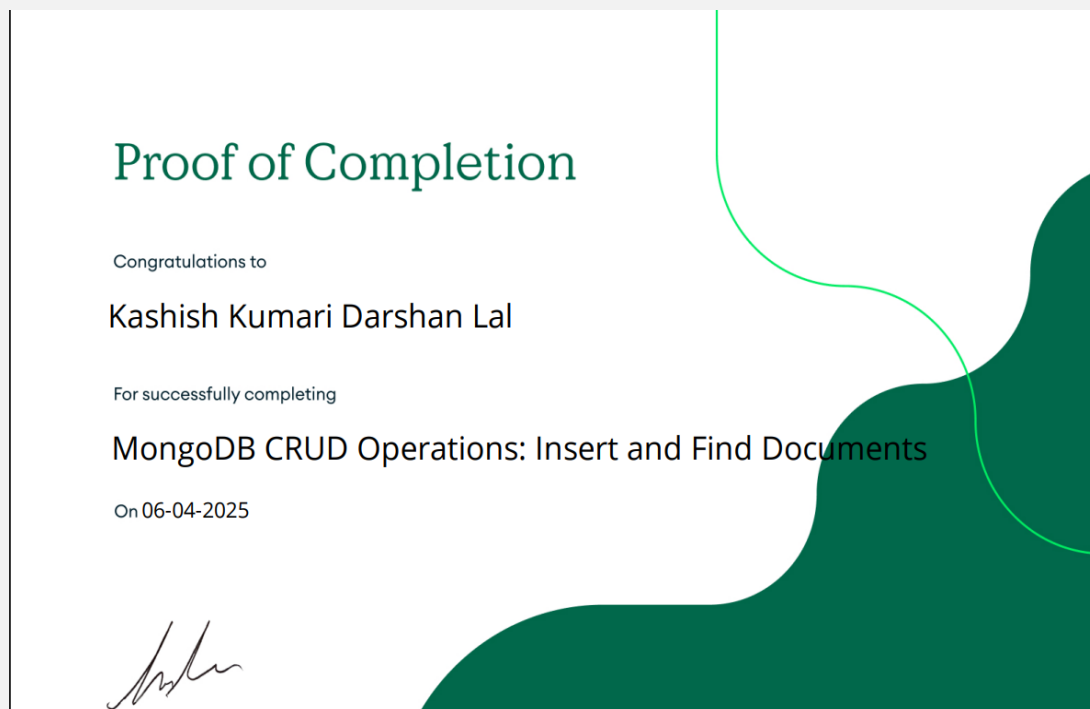 Proof of Completion
Congratulations to
Kashish Kumari Darshan Lal
For successfully completing
MongoDB CRUD Operations: Insert and Find Documents
On 06-04-2025